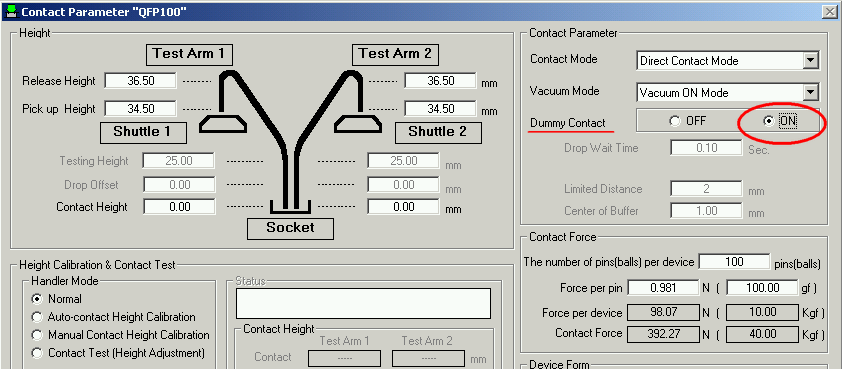 Contact Parameter "QFP100"
Height
Test Arm 1
Test Arm 2
Release Height 36.50 36.50 mm
Pick up Height 34.50 34.50 mm
Shuttle 1
Shuttle 2
Testing Height 25.00 25.00 mm
Drop Offset 0.00 0.00 mm
Contact Height 0.00 0.00 mm
Socket
Contact Parameter
Contact Mode Direct Contact Mode
Vacuum Mode Vacuum ON Mode
Dummy Contact OFF ON
Drop Wait Time 0.10 Sec.
Limited Distance 2 mm
Center of Buffer 1.00 mm
Contact Force
The number of pins(balls) per device 100 pins(balls)
Force per pin 0.981 N ( 100.00 gf )
Force per device 98.07 N ( 10.00 Kgf )
Contact Force 392.27 N ( 40.00 Kgf )
Device Form
Height Calibration & Contact Test
Handler Mode
Normal
Auto-contact Height Calibration
Manual Contact Height Calibration
Contact Test (Height Adjustment)
Status
Contact Height
Test Arm 1 Test Arm 2
Contact ----- ----- mm